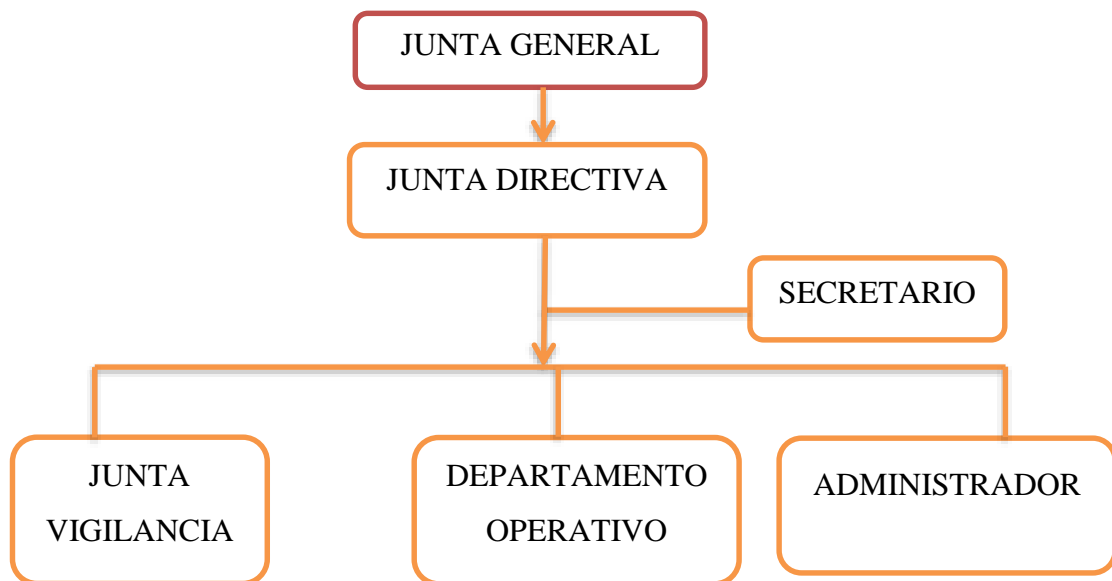 JUNTA GENERAL
JUNTA DIRECTIVA
SECRETARIO
JUNTA
VIGILANCIA
DEPARTAMENTO
OPERATIVO
ADMINISTRADOR